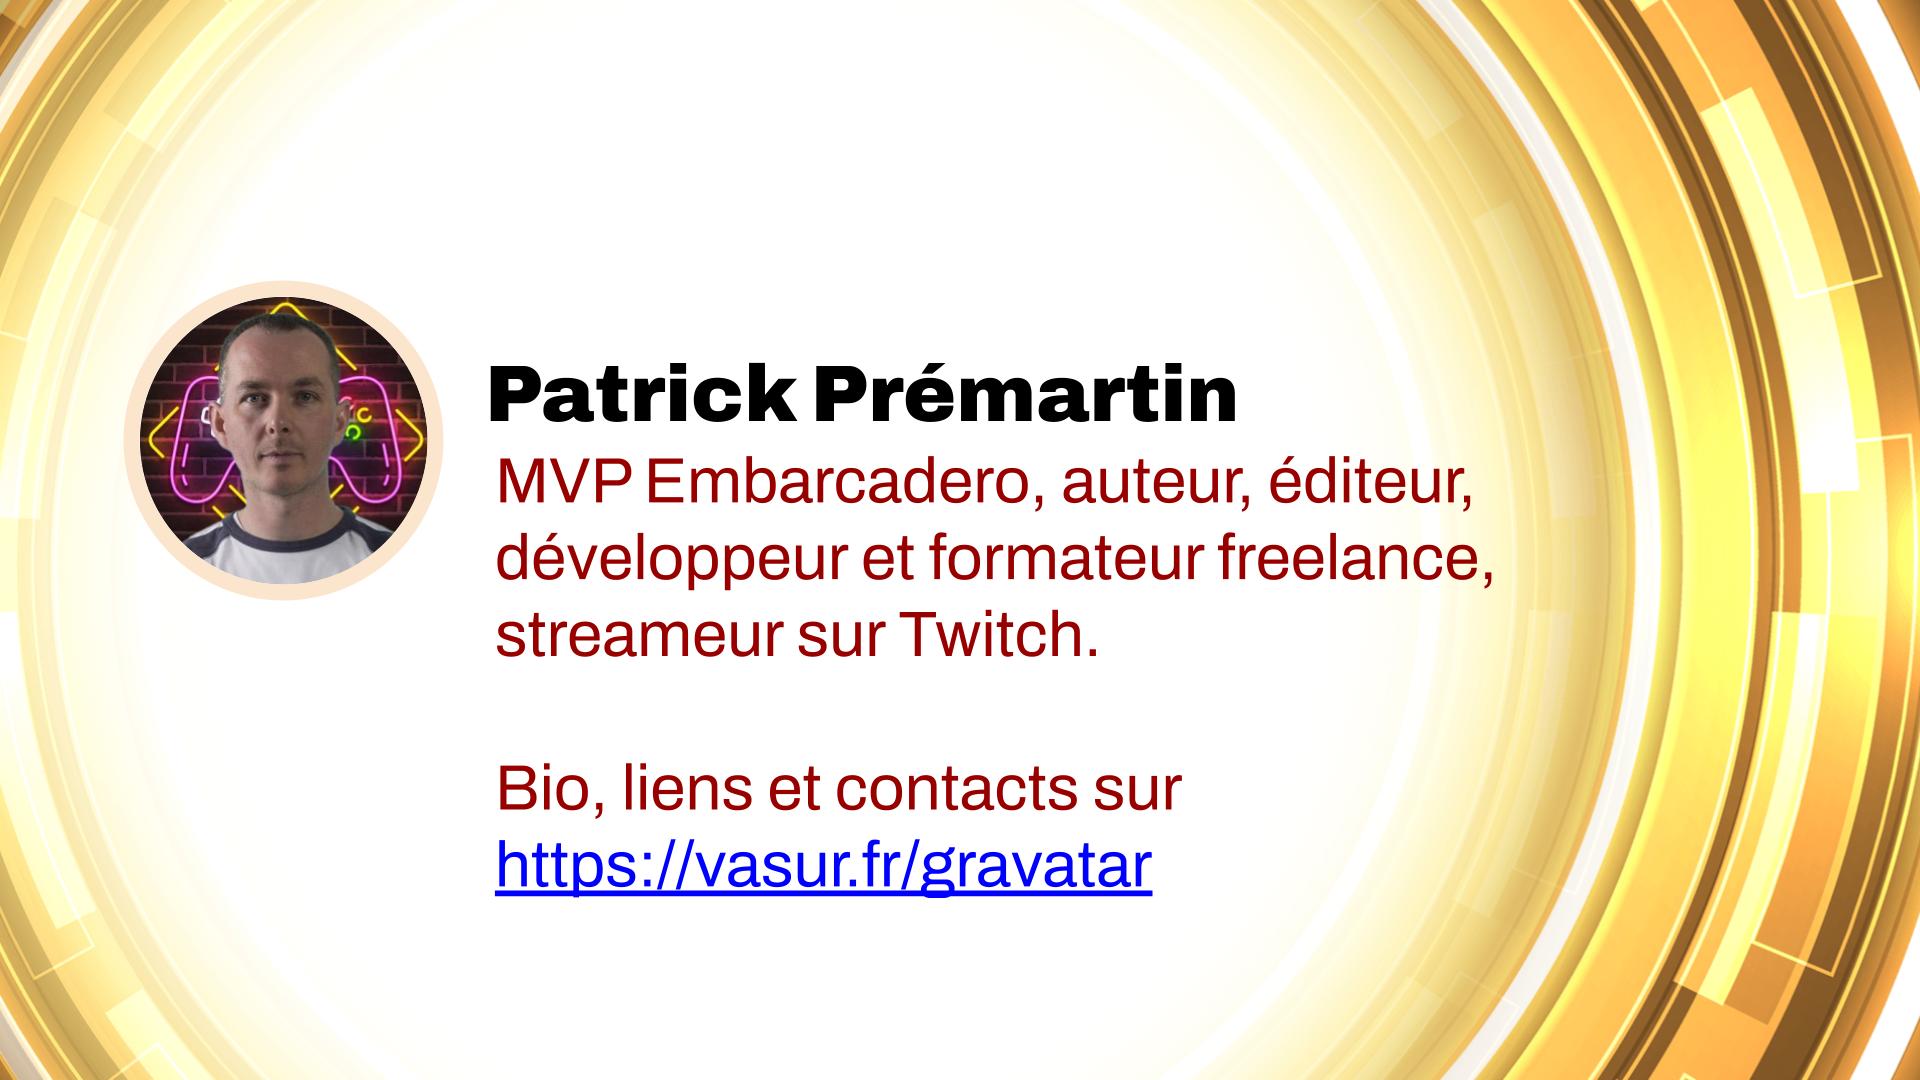 Patrick Prémartin
MVP Embarcadero, auteur, éditeur,
développeur et formateur freelance,
streameur sur Twitch.
Bio, liens et contacts sur
https://vasur.fr/gravatar